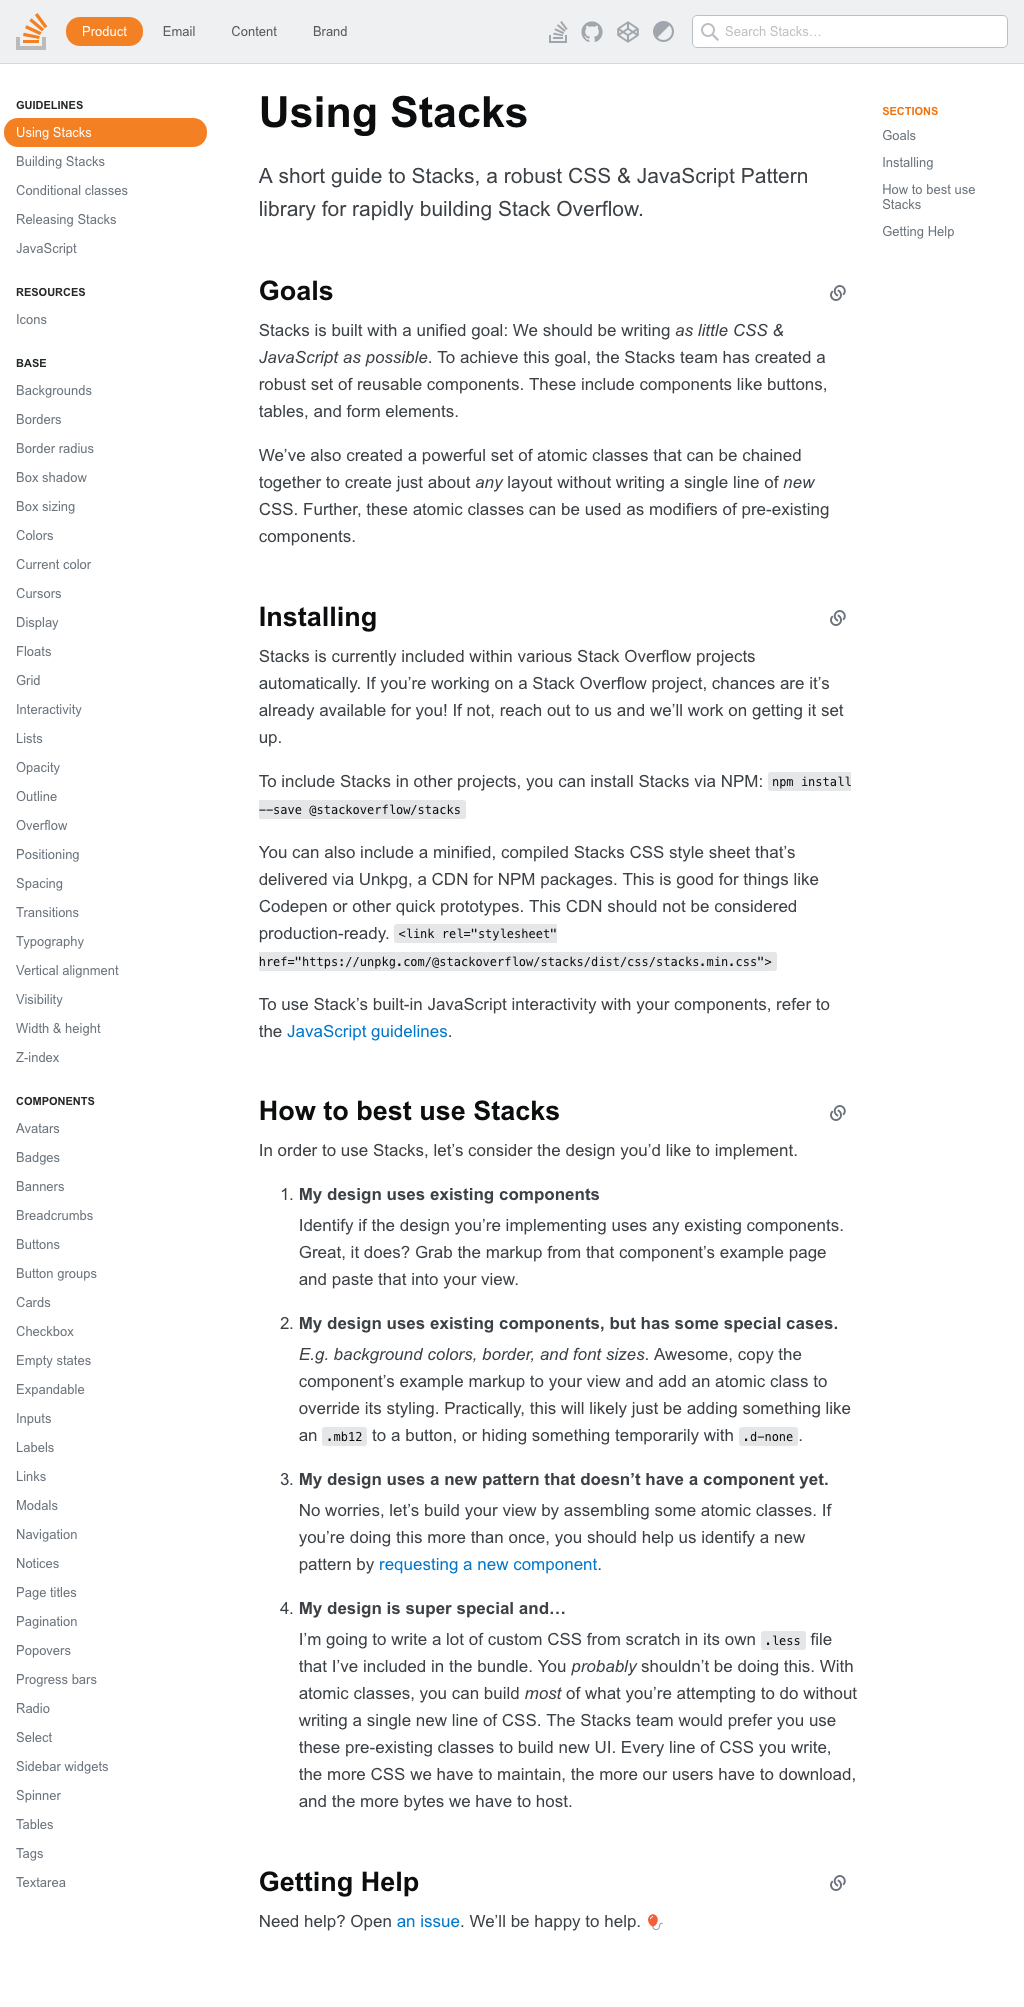 Product
Email
Content
Brand
Search Stacks…
GUIDELINES
Using Stacks
Building Stacks
Conditional classes
Releasing Stacks
JavaScript
RESOURCES
Icons
BASE
Backgrounds
Borders
Border radius
Box shadow
Box sizing
Colors
Current color
Cursors
Display
Floats
Grid
Interactivity
Lists
Opacity
Outline
Overflow
Positioning
Spacing
Transitions
Typography
Vertical alignment
Visibility
Width & height
Z-index
COMPONENTS
Avatars
Badges
Banners
Breadcrumbs
Buttons
Button groups
Cards
Checkbox
Empty states
Expandable
Inputs
Labels
Links
Modals
Navigation
Notices
Page titles
Pagination
Popovers
Progress bars
Radio
Select
Sidebar widgets
Spinner
Tables
Tags
Textarea
Using Stacks
A short guide to Stacks, a robust CSS & JavaScript Pattern
library for rapidly building Stack Overflow.
Goals
Stacks is built with a unified goal: We should be writing as little CSS &
JavaScript as possible. To achieve this goal, the Stacks team has created a
robust set of reusable components. These include components like buttons,
tables, and form elements.
We’ve also created a powerful set of atomic classes that can be chained
together to create just about any layout without writing a single line of new
CSS. Further, these atomic classes can be used as modifiers of pre-existing
components.
Installing
Stacks is currently included within various Stack Overflow projects
automatically. If you’re working on a Stack Overflow project, chances are it’s
already available for you! If not, reach out to us and we’ll work on getting it set
up.
To include Stacks in other projects, you can install Stacks via NPM: npm install
--save @stackoverflow/stacks
You can also include a minified, compiled Stacks CSS style sheet that’s
delivered via Unkpg, a CDN for NPM packages. This is good for things like
Codepen or other quick prototypes. This CDN should not be considered
production-ready. <link rel="stylesheet"
href="https://unpkg.com/@stackoverflow/stacks/dist/css/stacks.min.css">
To use Stack’s built-in JavaScript interactivity with your components, refer to
the JavaScript guidelines.
How to best use Stacks
In order to use Stacks, let’s consider the design you’d like to implement.
1. My design uses existing components
Identify if the design you’re implementing uses any existing components.
Great, it does? Grab the markup from that component’s example page
and paste that into your view.
2. My design uses existing components, but has some special cases.
E.g. background colors, border, and font sizes. Awesome, copy the
component’s example markup to your view and add an atomic class to
override its styling. Practically, this will likely just be adding something like
an .mb12 to a button, or hiding something temporarily with .d-none.
3. My design uses a new pattern that doesn’t have a component yet.
No worries, let’s build your view by assembling some atomic classes. If
you’re doing this more than once, you should help us identify a new
pattern by requesting a new component.
4. My design is super special and…
I’m going to write a lot of custom CSS from scratch in its own .less file
that I’ve included in the bundle. You probably shouldn’t be doing this. With
atomic classes, you can build most of what you’re attempting to do without
writing a single new line of CSS. The Stacks team would prefer you use
these pre-existing classes to build new UI. Every line of CSS you write,
the more CSS we have to maintain, the more our users have to download,
and the more bytes we have to host.
Getting Help
Need help? Open an issue. We’ll be happy to help. 🎈
SECTIONS
Goals
Installing
How to best use
Stacks
Getting Help